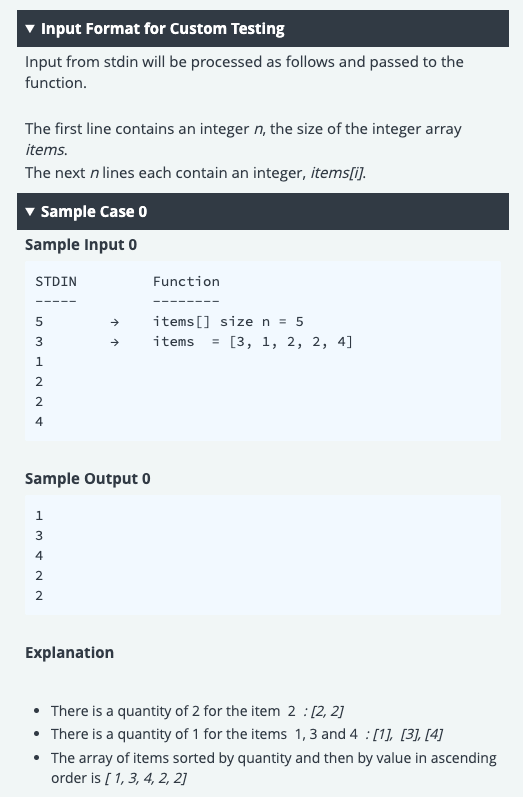 ▼ Input Format for Custom Testing
Input from stdin will be processed as follows and passed to the
function.
The first line contains an integer n, the size of the integer array
items.
The next n lines each contain an integer, items[i].
▼ Sample Case 0
Sample Input 0
STDIN Function
----- --------
5 → items[] size n = 5
3 → items = [3, 1, 2, 2, 4]
1
2
2
4
Sample Output 0
1
3
4
2
2
Explanation
• There is a quantity of 2 for the item 2 : [2, 2]
• There is a quantity of 1 for the items 1, 3 and 4 : [1], [3], [4]
• The array of items sorted by quantity and then by value in ascending
order is [ 1, 3, 4, 2, 2]